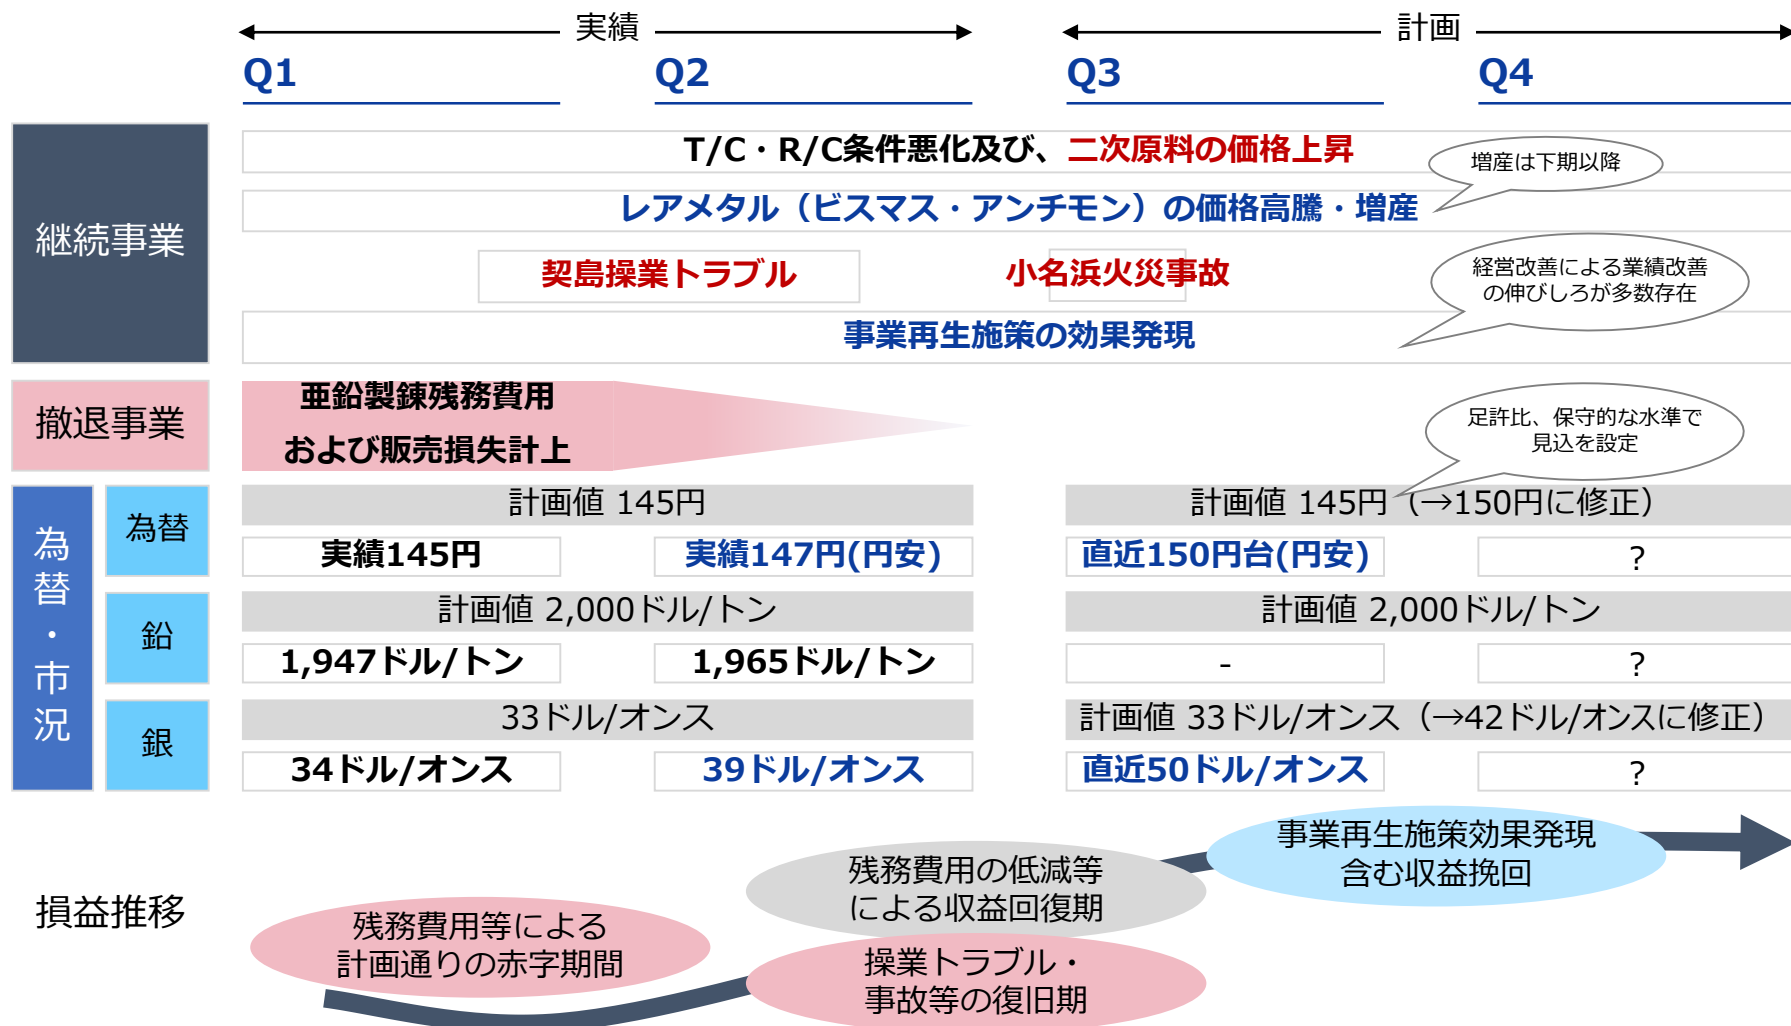 実績
計画
Q1
Q2
Q3
Q4
継続事業
T/C・R/C条件悪化及び、二次原料の価格上昇
増産は下期以降
レアメタル（ビスマス・アンチモン）の価格高騰・増産
契島操業トラブル
小名浜火災事故
経営改善による業績改善
の伸びしろが多数存在
事業再生施策の効果発現
撤退事業
亜鉛製錬残務費用
および販売損失計上
足許比、保守的な水準で
見込を設定
為替・市況
為替
計画値 145円
計画値 145円（→150円に修正）
実績145円
実績147円(円安)
直近150円台(円安)
?
鉛
計画値 2,000ドル/トン
計画値 2,000ドル/トン
1,947ドル/トン
1,965ドル/トン
-
?
銀
33ドル/オンス
計画値 33ドル/オンス（→42ドル/オンスに修正）
34ドル/オンス
39ドル/オンス
直近50ドル/オンス
?
損益推移
残務費用等による
計画通りの赤字期間
残務費用の低減等
による収益回復期
操業トラブル・
事故等の復旧期
事業再生施策効果発現
含む収益挽回